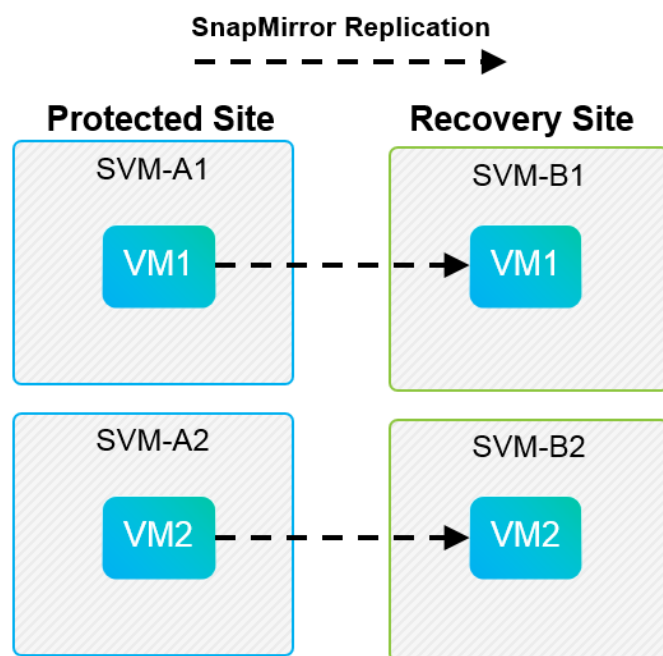 SnapMirror Replication
Protected Site
Recovery Site
SVM-A1
SVM-B1
VM1
VM1
SVM-A2
SVM-B2
VM2
VM2